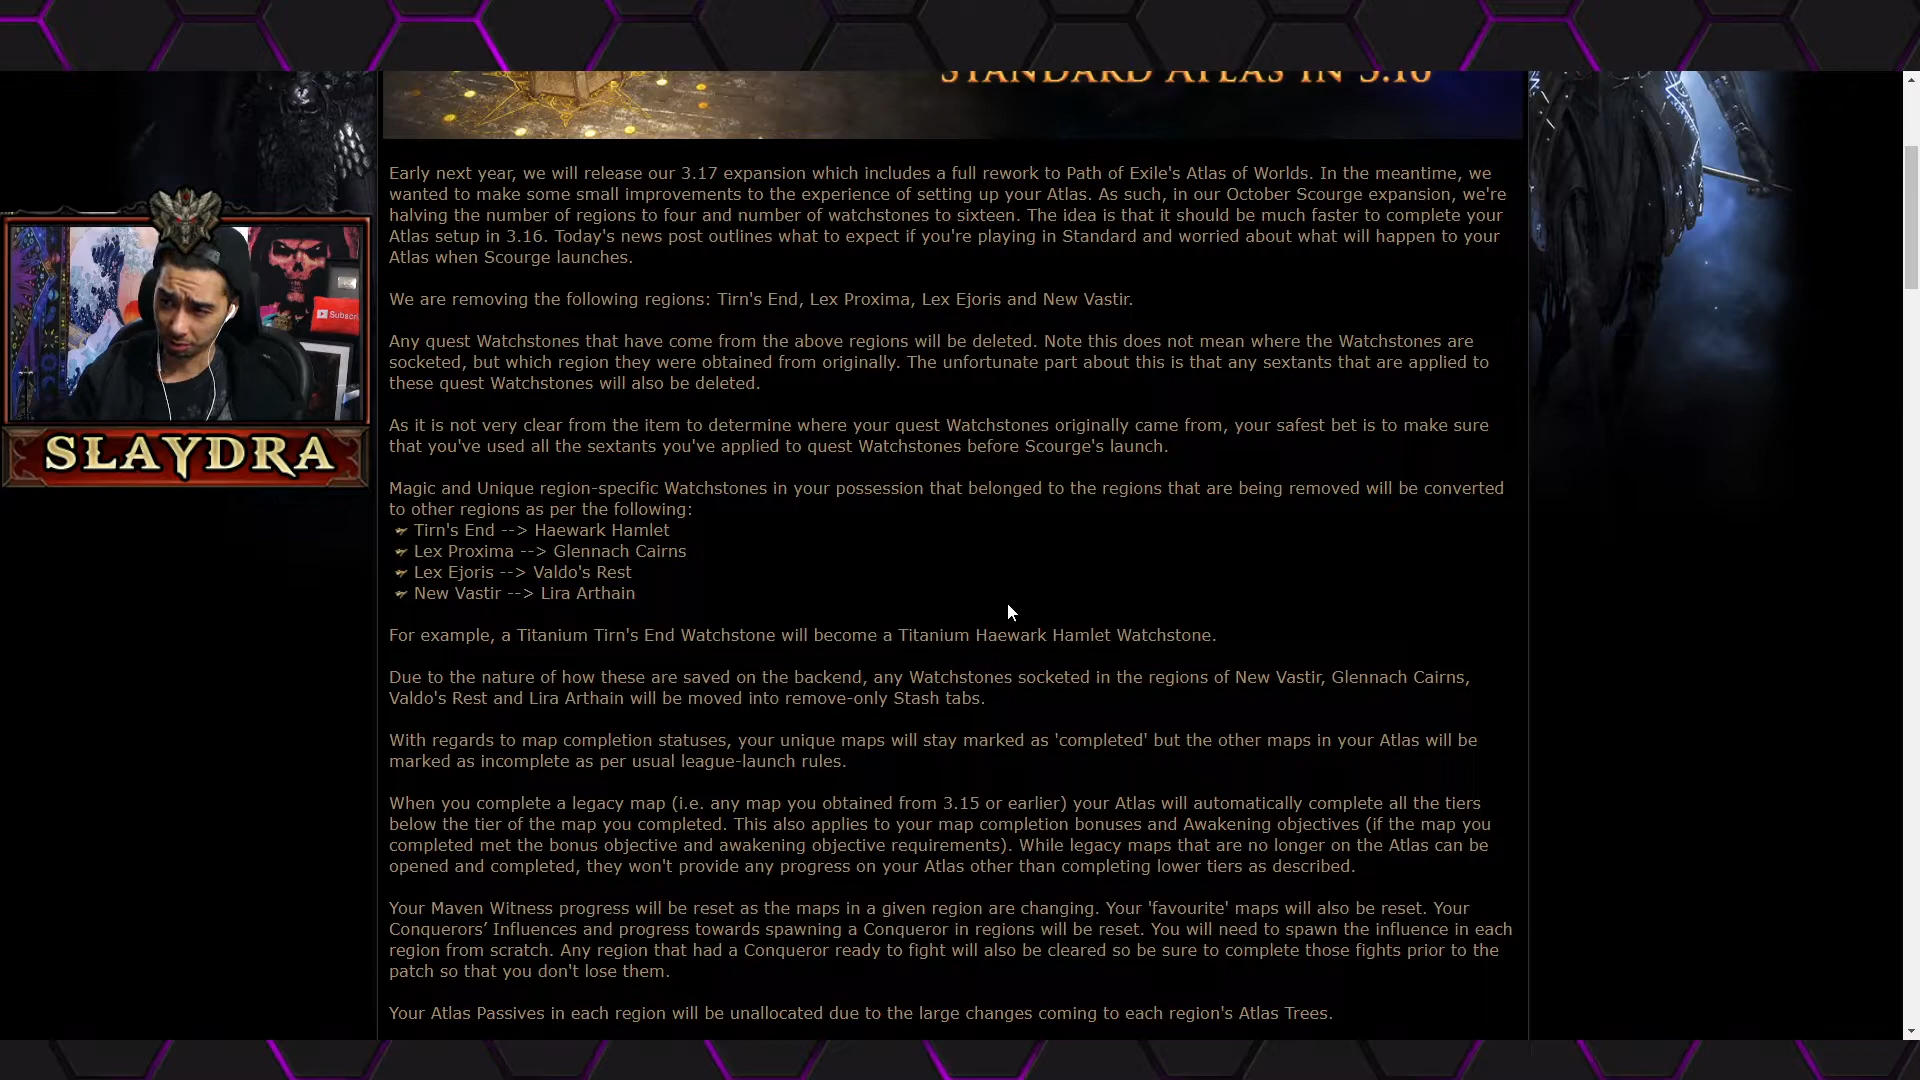 STANDARD ATLAS IN 3.16
Early next year, we will release our 3.17 expansion which includes a full rework to Path of Exile's Atlas of Worlds. In the meantime, we
wanted to make some small improvements to the experience of setting up your Atlas. As such, in our October Scourge expansion, we're
halving the number of regions to four and number of watchstones to sixteen. The idea is that it should be much faster to complete your
Atlas setup in 3.16. Today's news post outlines what to expect if you're playing in Standard and worried about what will happen to your
Atlas when Scourge launches.
We are removing the following regions: Tirn's End, Lex Proxima, Lex Ejoris and New Vastir.
Any quest Watchstones that have come from the above regions will be deleted. Note this does not mean where the Watchstones are
socketed, but which region they were obtained from originally. The unfortunate part about this is that any sextants that are applied to
these quest Watchstones will also be deleted.
As it is not very clear from the item to determine where your quest Watchstones originally came from, your safest bet is to make sure
that you've used all the sextants you've applied to quest Watchstones before Scourge's launch.
Magic and Unique region-specific Watchstones in your possession that belonged to the regions that are being removed will be converted
to other regions as per the following:
Tirn's End --> Haewark Hamlet
Lex Proxima --> Glennach Cairns
Lex Ejoris --> Valdo's Rest
New Vastir --> Lira Arthain
For example, a Titanium Tirn's End Watchstone will become a Titanium Haewark Hamlet Watchstone.
Due to the nature of how these are saved on the backend, any Watchstones socketed in the regions of New Vastir, Glennach Cairns,
Valdo's Rest and Lira Arthain will be moved into remove-only Stash tabs.
With regards to map completion statuses, your unique maps will stay marked as 'completed' but the other maps in your Atlas will be
marked as incomplete as per usual league-launch rules.
When you complete a legacy map (i.e. any map you obtained from 3.15 or earlier) your Atlas will automatically complete all the tiers
below the tier of the map you completed. This also applies to your map completion bonuses and Awakening objectives (if the map you
completed met the bonus objective and awakening objective requirements). While legacy maps that are no longer on the Atlas can be
opened and completed, they won't provide any progress on your Atlas other than completing lower tiers as described.
Your Maven Witness progress will be reset as the maps in a given region are changing. Your 'favourite' maps will also be reset. Your
Conquerors’ Influences and progress towards spawning a Conqueror in regions will be reset. You will need to spawn the influence in each
region from scratch. Any region that had a Conqueror ready to fight will also be cleared so be sure to complete those fights prior to the
patch so that you don't lose them.
Your Atlas Passives in each region will be unallocated due to the large changes coming to each region's Atlas Trees.
Subscri
SLAYDRA